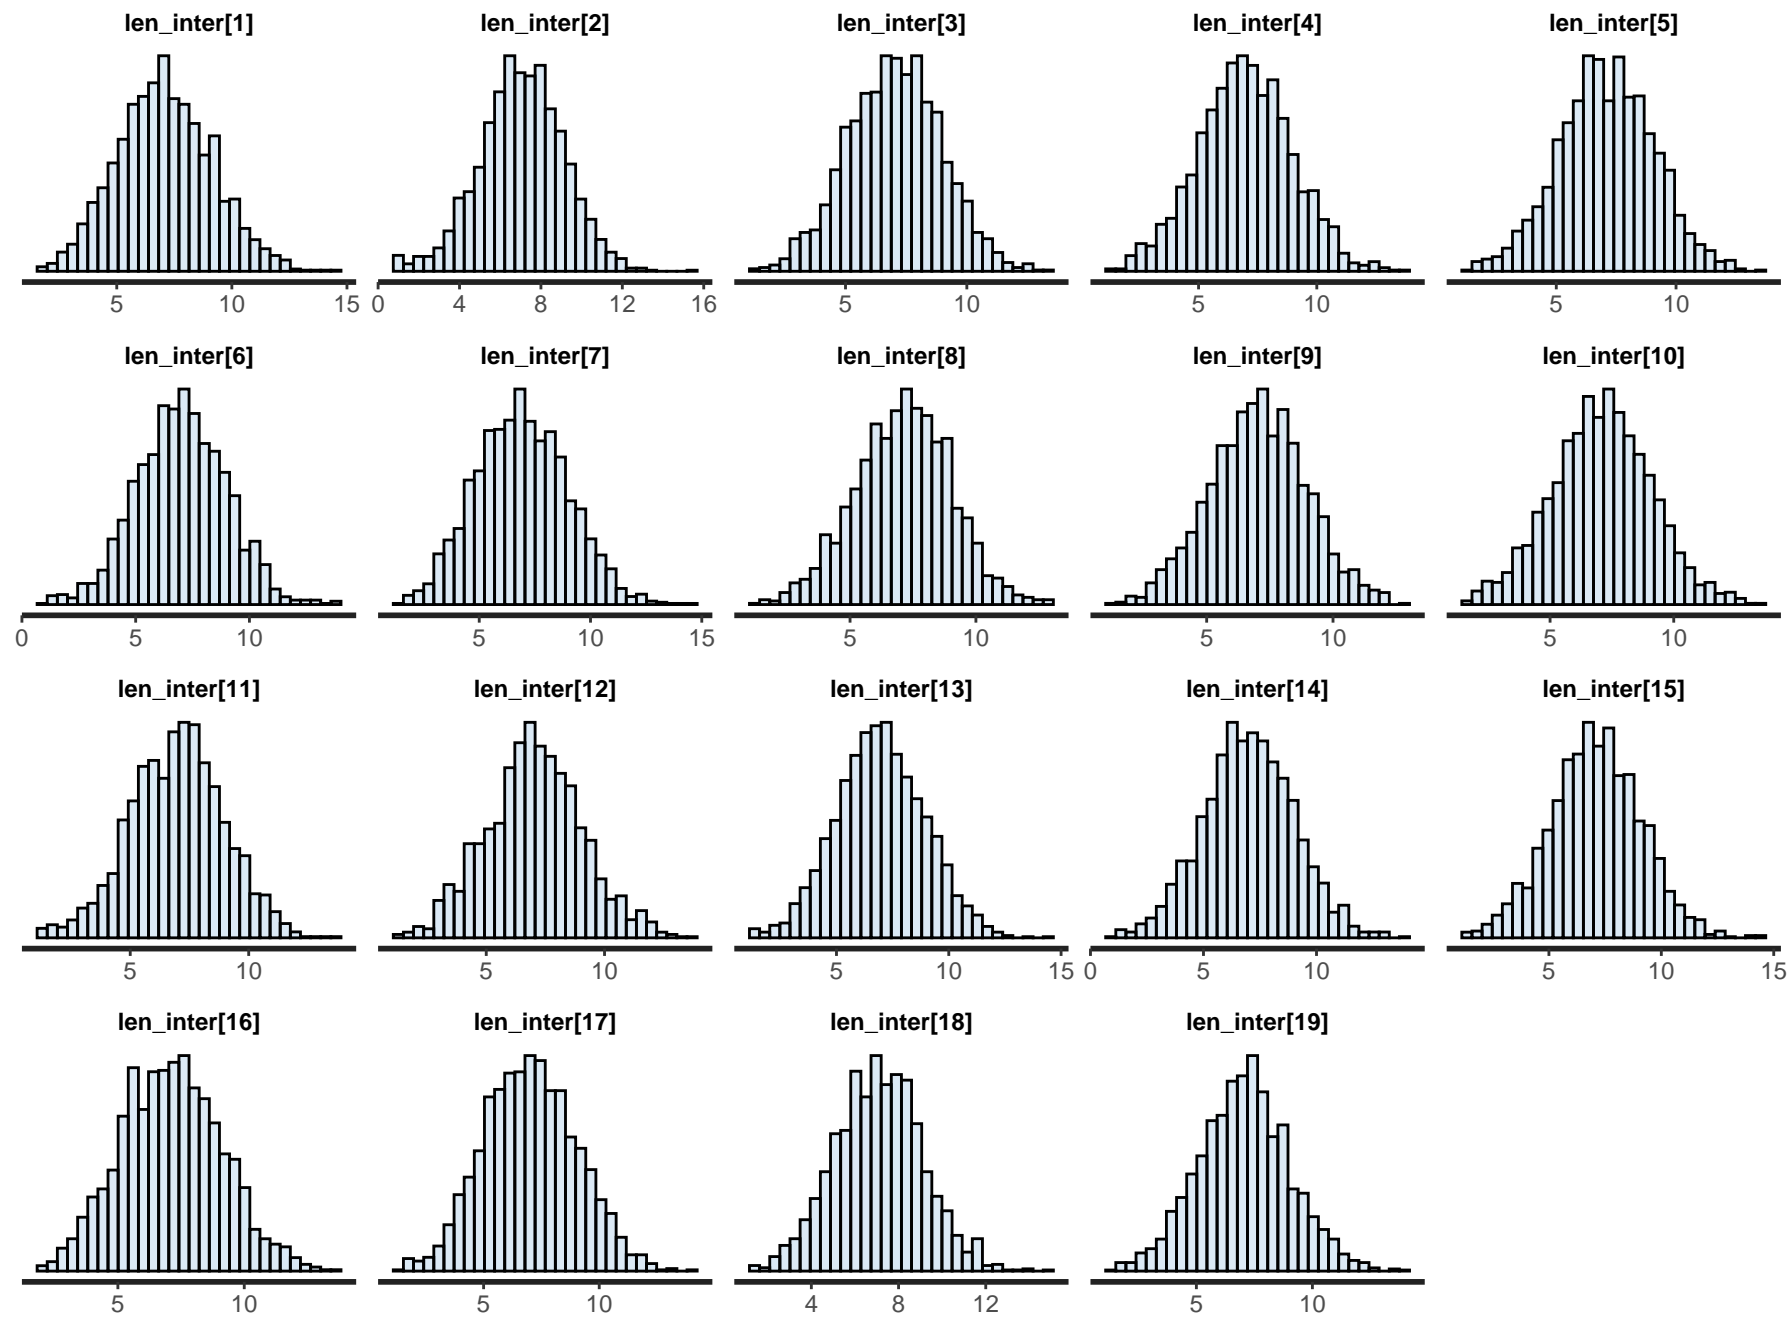 len_inter[1] len_inter[2] len_inter[3] len_inter[4] len_inter[5]
5 10 15 0 4 8 12 16 5 10 5 10 5 10
len_inter[6] len_inter[7] len_inter[8] len_inter[9] len_inter[10]
0 5 10 5 10 15 5 10 5 10 5 10
len_inter[11] len_inter[12] len_inter[13] len_inter[14] len_inter[15]
5 10 5 10 5 10 15 0 5 10 5 10 15
len_inter[16] len_inter[17] len_inter[18] len_inter[19]
5 10 5 10 4 8 12 5 10